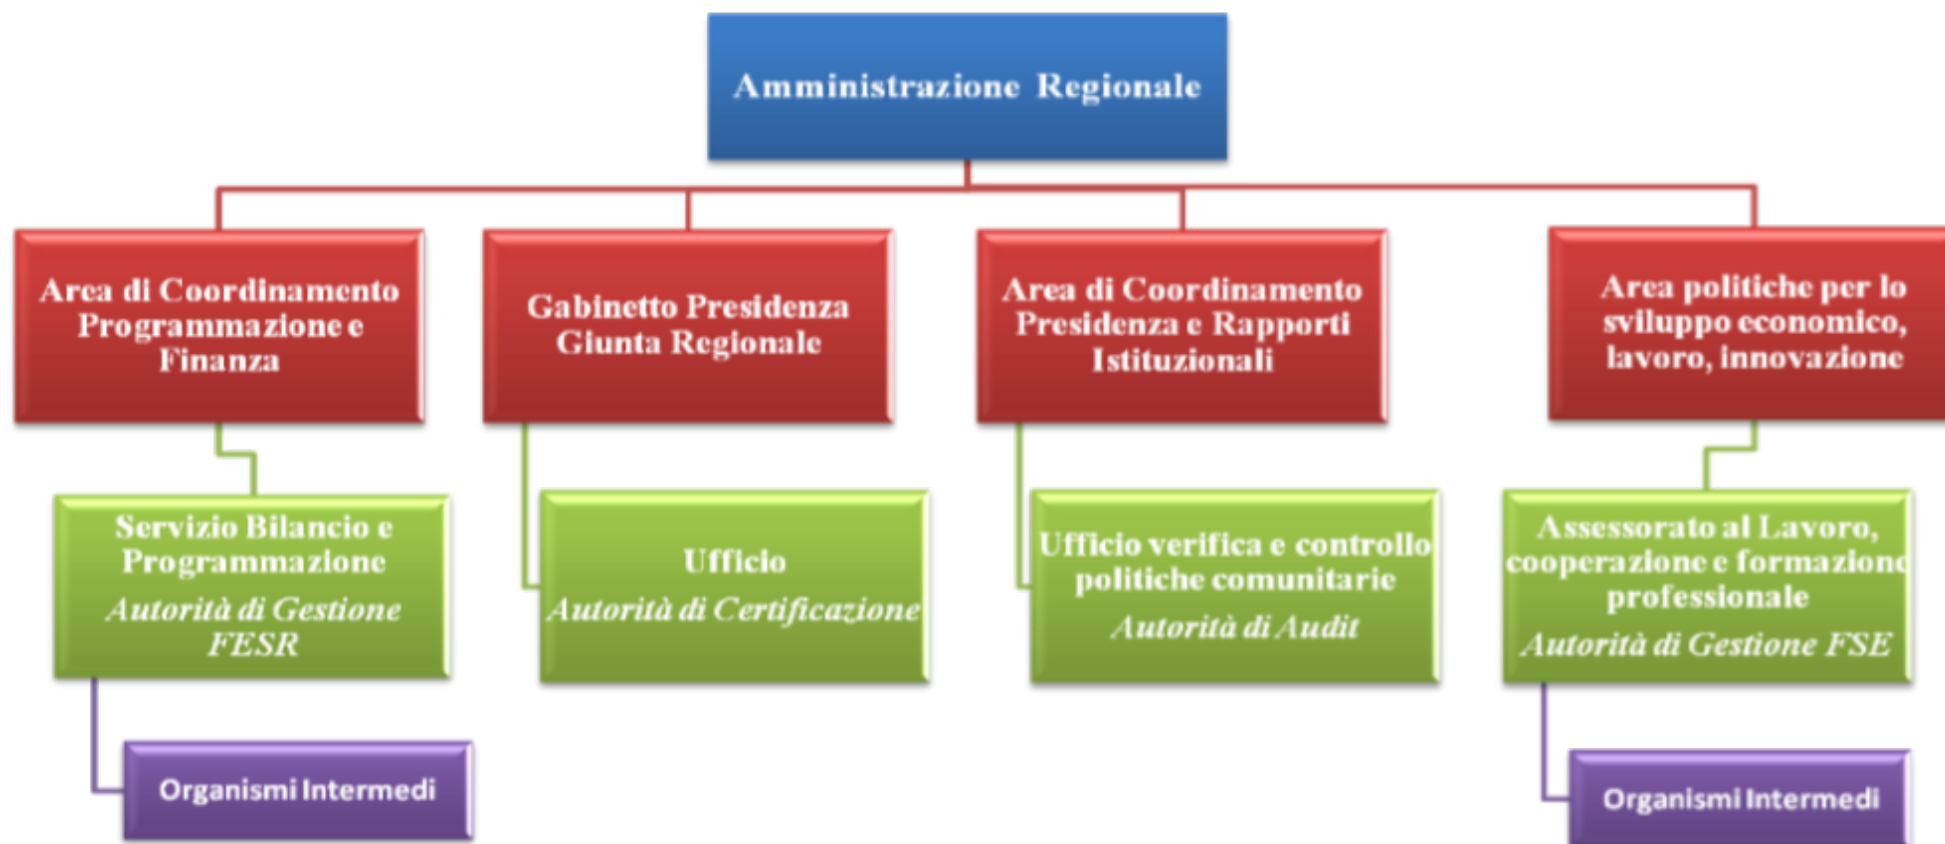 Amministrazione Regionale
Area di Coordinamento
Programmazione e
Finanza
Gabinetto Presidenza
Giunta Regionale
Area di Coordinamento
Presidenza e Rapporti
Istituzionali
Area politiche per lo
sviluppo economico,
lavoro, innovazione
Servizio Bilancio e
Programmazione
Autorità di Gestione
FESR
Ufficio
Autorità di Certificazione
Ufficio verifica e controllo
politiche comunitarie
Autorità di Audit
Assessorato al Lavoro,
cooperazione e formazione
professionale
Autorità di Gestione FSE
Organismi Intermedi
Organismi Intermedi